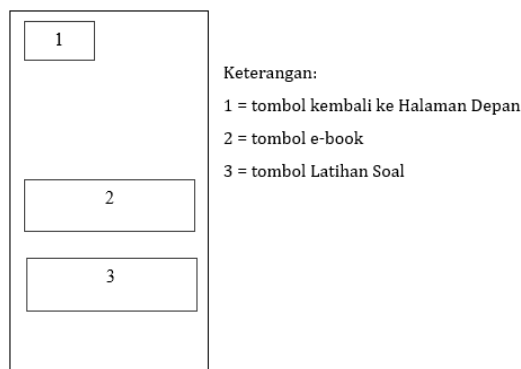 1
Keterangan:
1 = tombol kembali ke Halaman Depan
2 = tombol e-book
3 = tombol Latihan Soal
2
3